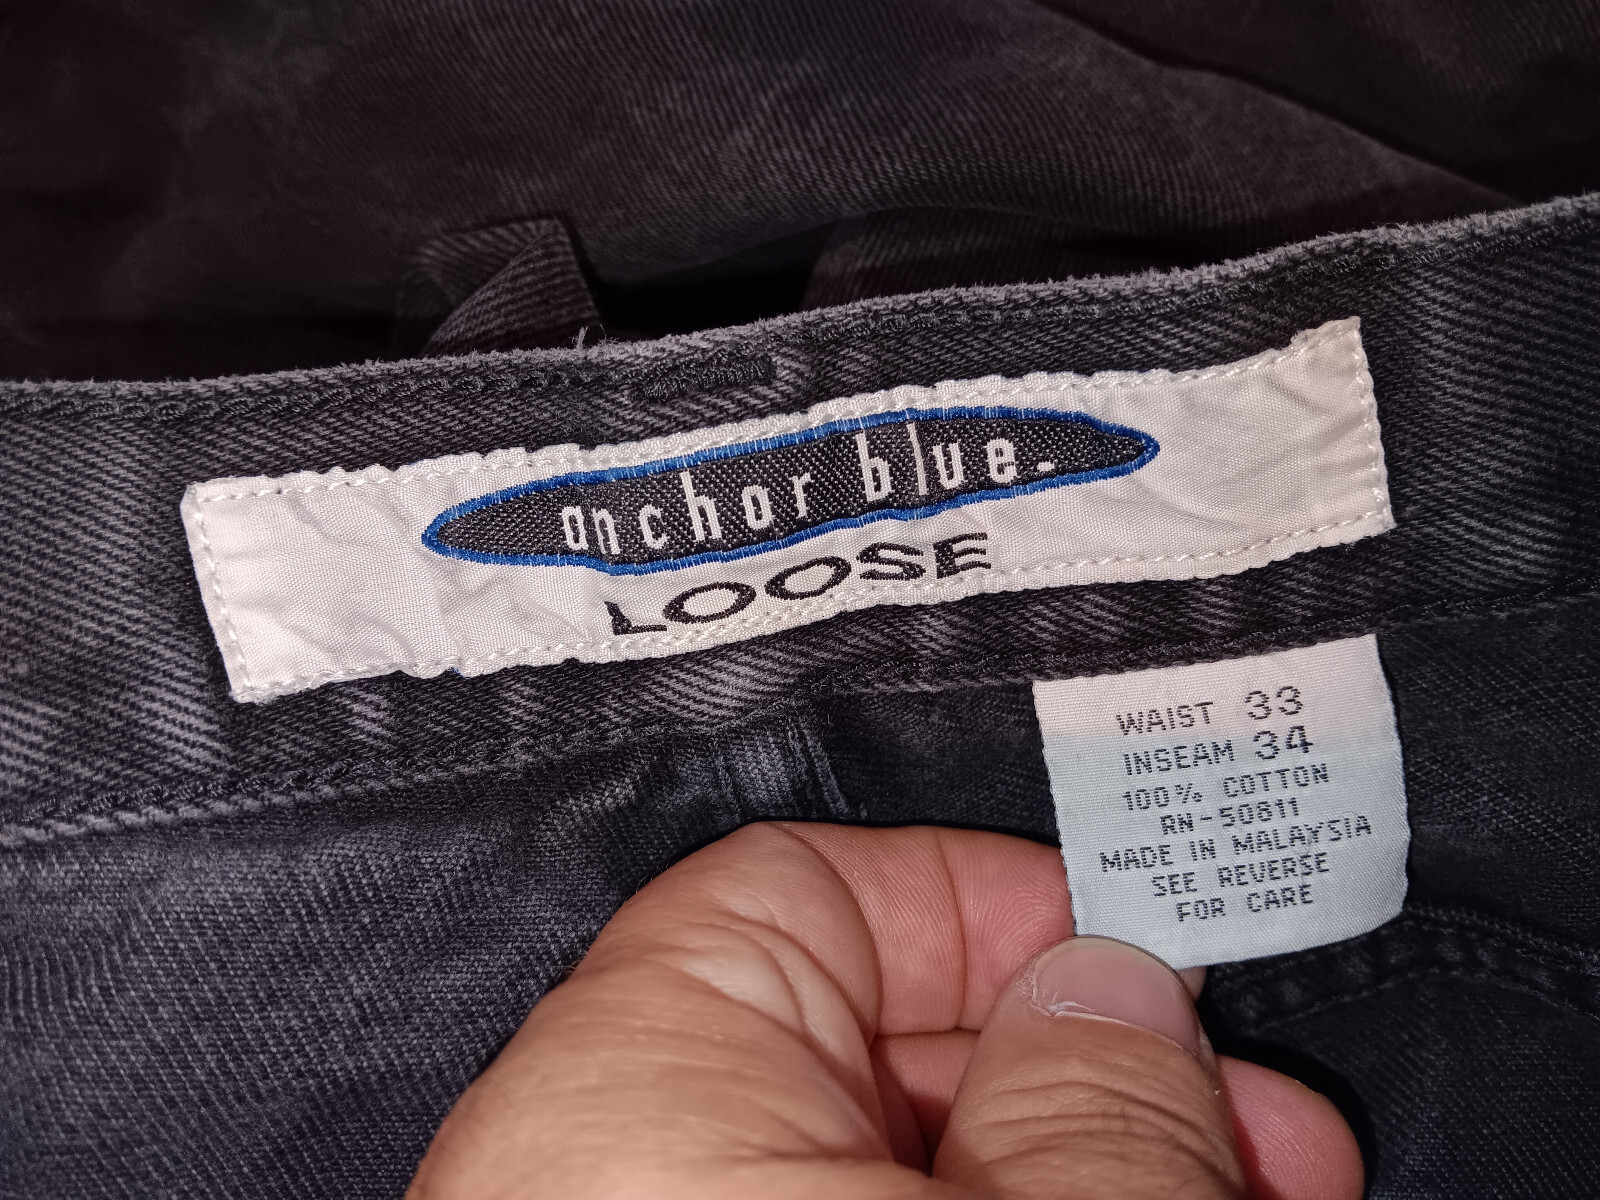 anchor blue.
LOOSE
WAIST 33
INSEAM 34
100% COTTON
RN-50811
MADE IN MALAYSIA
SEE REVERSE
FOR CARE